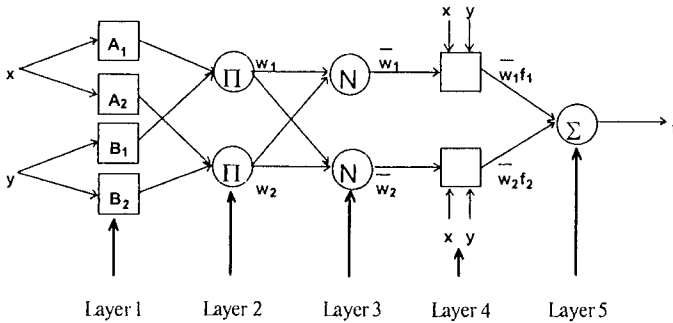 x y
A₁
w₁
w̅₁
w̅₁f₁
x
Π
N
A₂
B₁
Σ
y
Π
N
B₂
w₂
w̅₂
w̅₂f₂
x y
Layer 1 Layer 2 Layer 3 Layer 4 Layer 5